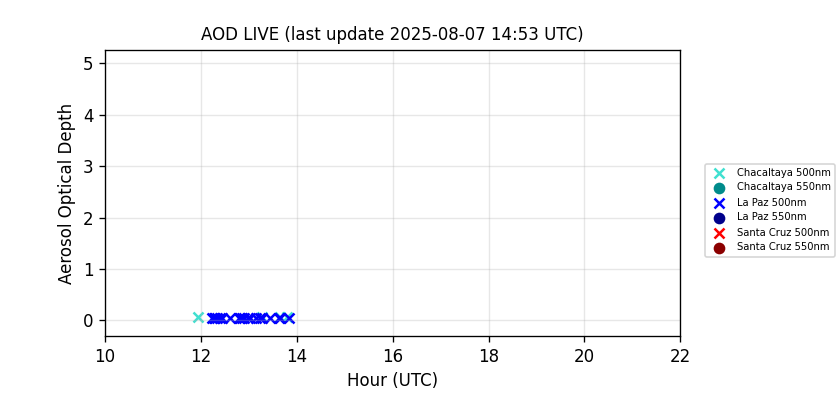 AOD LIVE (last update 2025-08-07 14:53 UTC)
Aerosol Optical Depth
5
4
3
2
1
0
10 12 14 16 18 20 22
Hour (UTC)
Chacaltaya 500nm
Chacaltaya 550nm
La Paz 500nm
La Paz 550nm
Santa Cruz 500nm
Santa Cruz 550nm